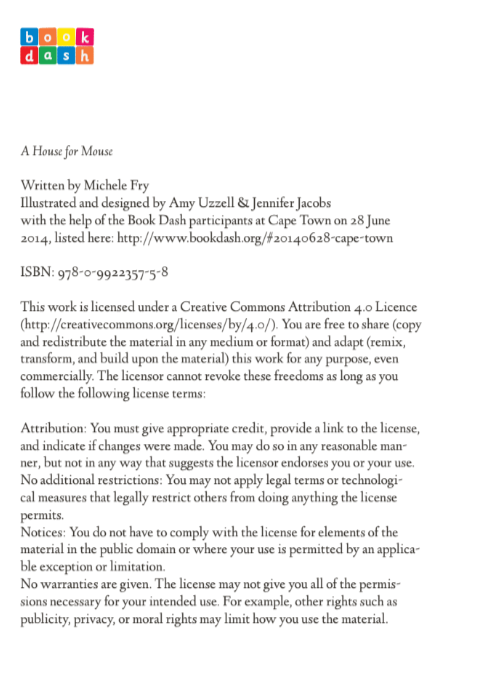 book
dash
A House for Mouse
Written by Michele Fry
Illustrated and designed by Amy Uzzell & Jennifer Jacobs
with the help of the Book Dash participants at Cape Town on 28 June
2014, listed here: http://www.bookdash.org/#20140628-cape-town
ISBN: 978-0-9922357-5-8
This work is licensed under a Creative Commons Attribution 4.0 Licence
(http://creativecommons.org/licenses/by/4.0/). You are free to share (copy
and redistribute the material in any medium or format) and adapt (remix,
transform, and build upon the material) this work for any purpose, even
commercially. The licensor cannot revoke these freedoms as long as you
follow the following license terms:
Attribution: You must give appropriate credit, provide a link to the license,
and indicate if changes were made. You may do so in any reasonable man-
ner, but not in any way that suggests the licensor endorses you or your use.
No additional restrictions: You may not apply legal terms or technologi-
cal measures that legally restrict others from doing anything the license
permits.
Notices: You do not have to comply with the license for elements of the
material in the public domain or where your use is permitted by an applica-
ble exception or limitation.
No warranties are given. The license may not give you all of the permis-
sions necessary for your intended use. For example, other rights such as
publicity, privacy, or moral rights may limit how you use the material.